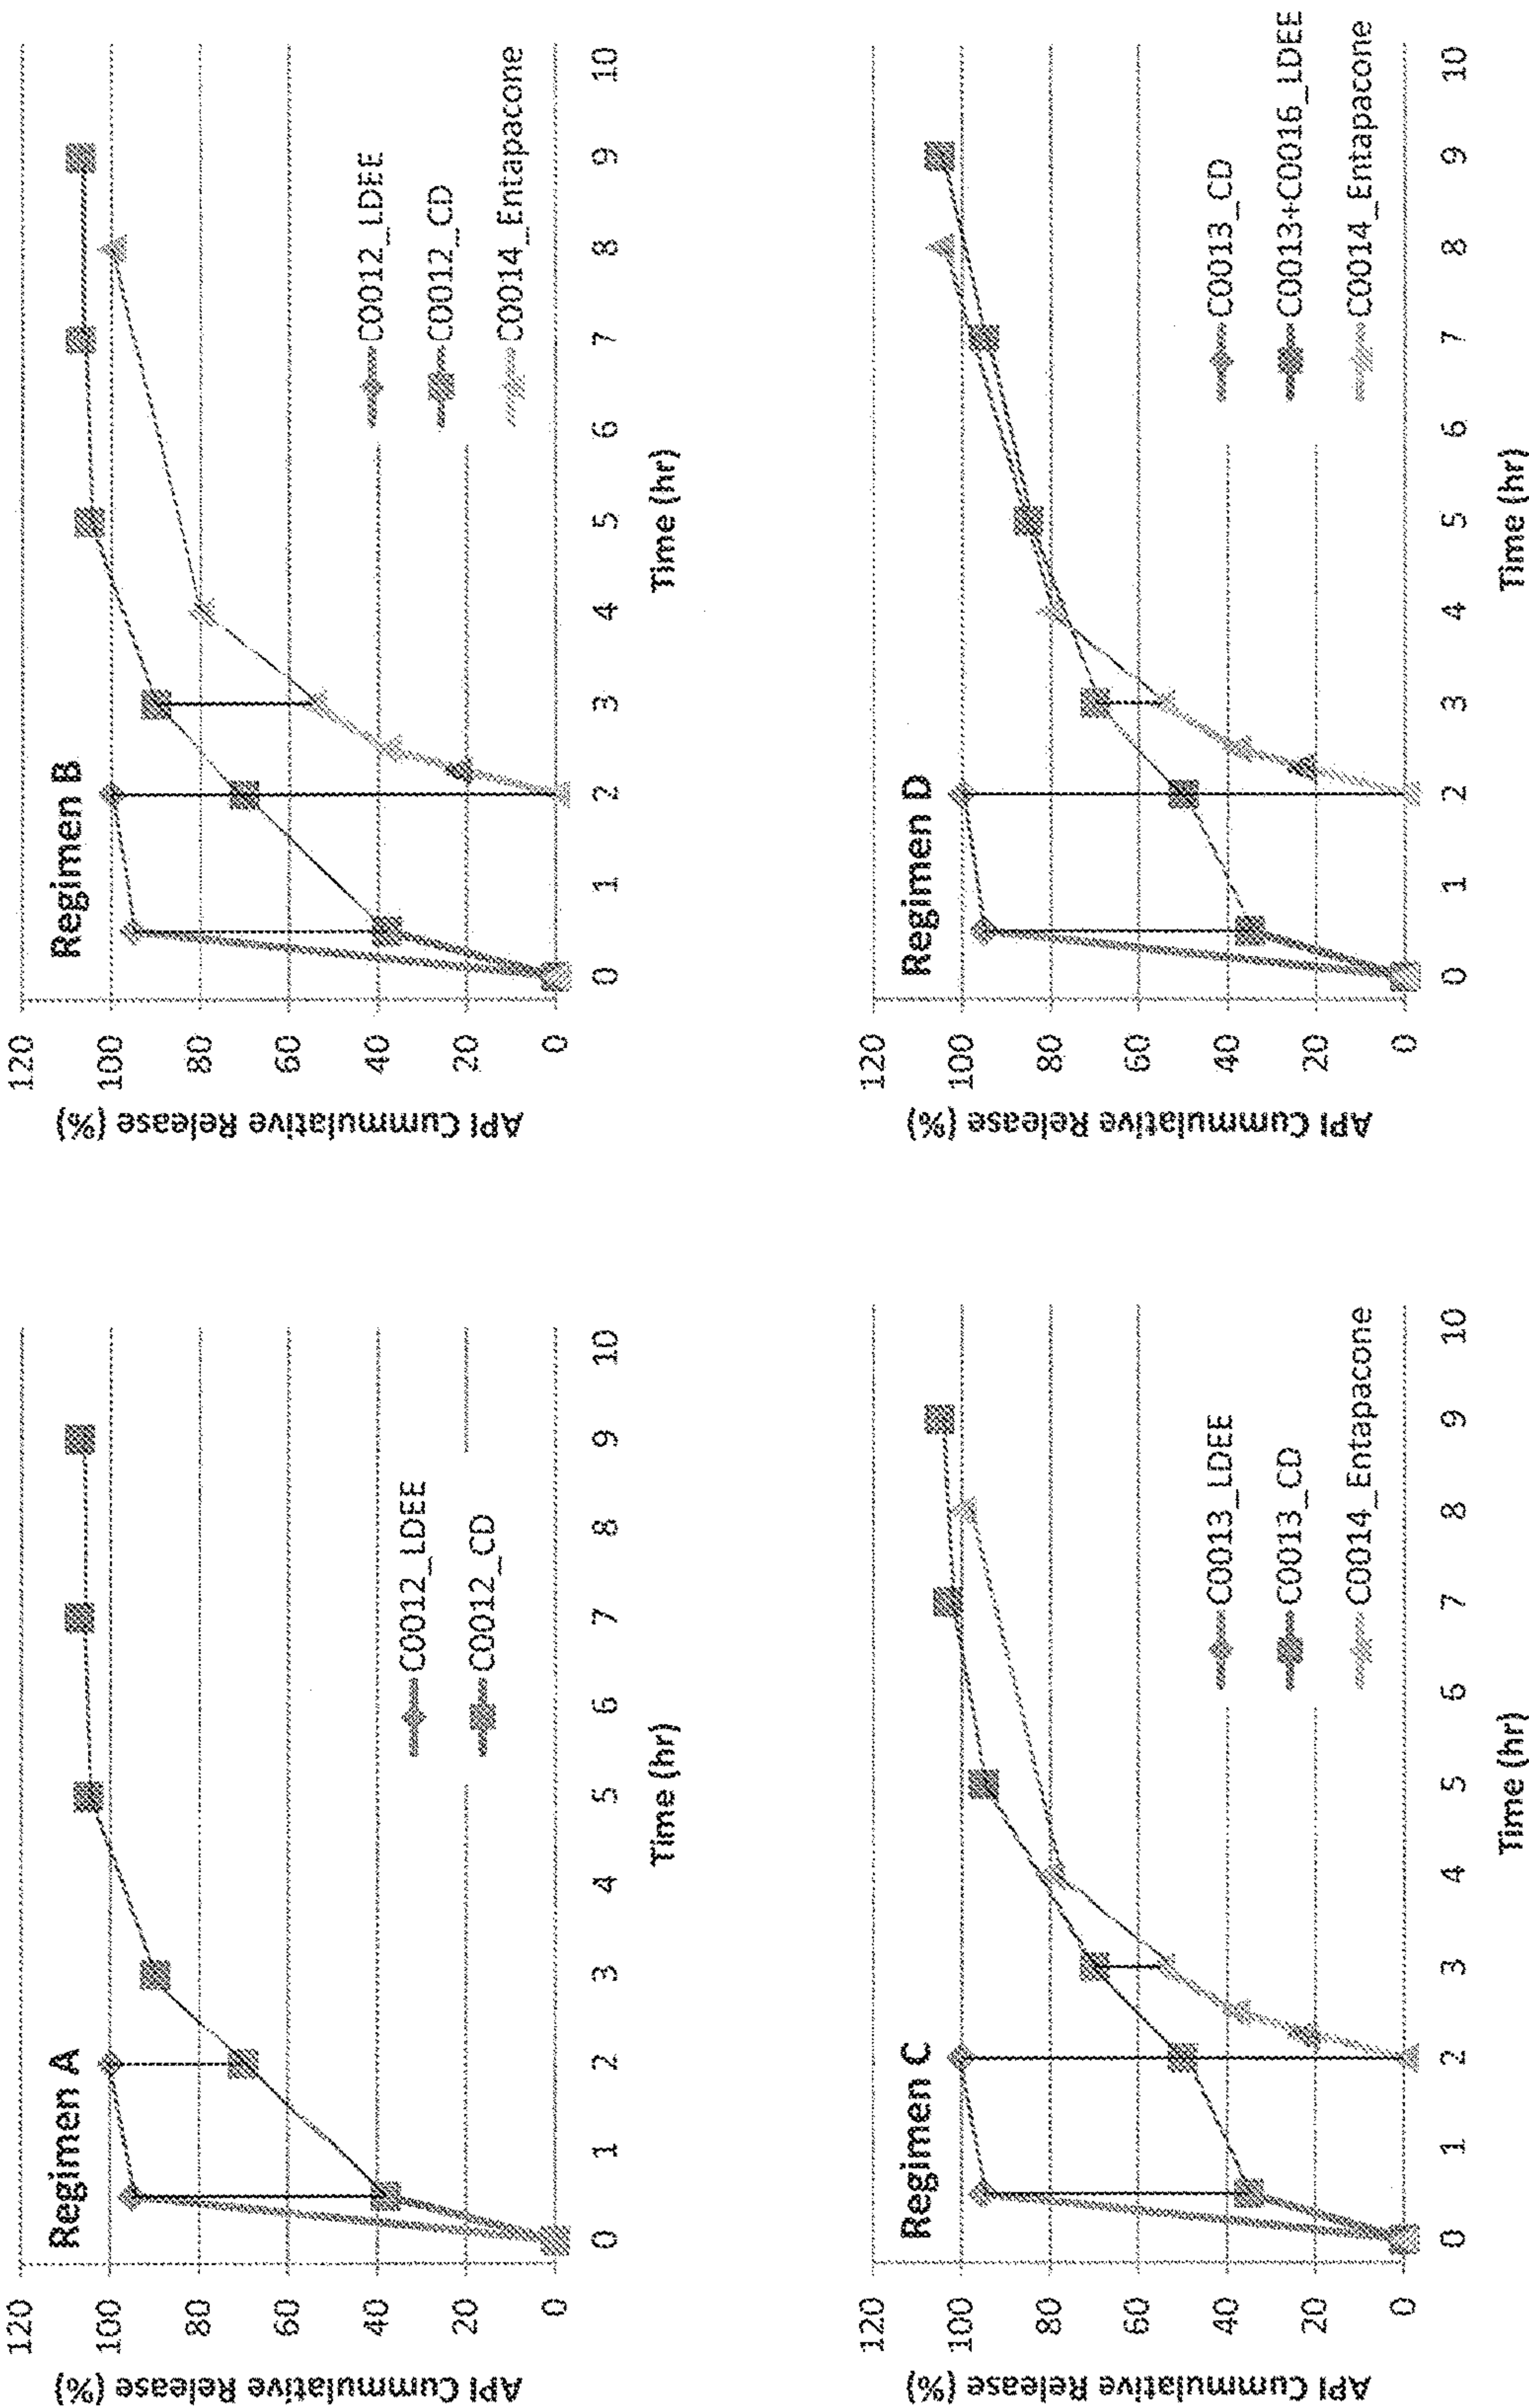 Regimen A
API Cummulative Release (%)
120
100
80
60
40
20
0
0 1 2 3 4 5 6 7 8 9 10
Time (hr)
C0012_LDEE
C0012_CD
Regimen B
API Cummulative Release (%)
120
100
80
60
40
20
0
0 1 2 3 4 5 6 7 8 9 10
Time (hr)
C0012_LDEE
C0012_CD
C0014_Entapacone
Regimen C
API Cummulative Release (%)
120
100
80
60
40
20
0
0 1 2 3 4 5 6 7 8 9 10
Time (hr)
C0013_LDEE
C0013_CD
C0014_Entapacone
Regimen D
API Cummulative Release (%)
120
100
80
60
40
20
0
0 1 2 3 4 5 6 7 8 9 10
Time (hr)
C0013_CD
C0013+C0016_LDEE
C0014_Entapacone